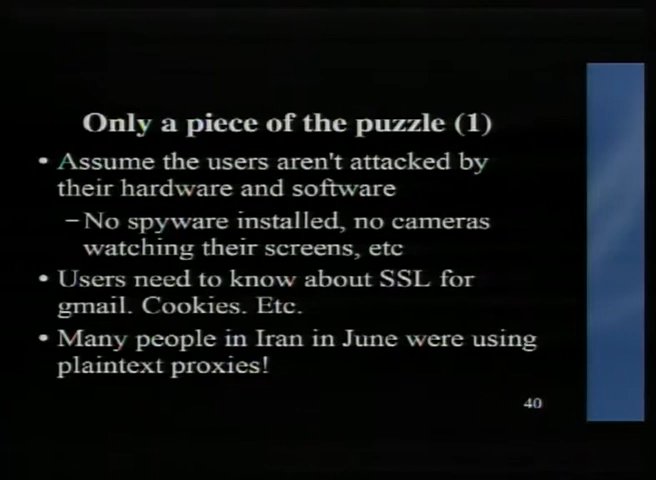 Only a piece of the puzzle (1)
• Assume the users aren't attacked by
their hardware and software
–No spyware installed, no cameras
watching their screens, etc
• Users need to know about SSL for
gmail. Cookies. Etc.
• Many people in Iran in June were using
plaintext proxies!
40